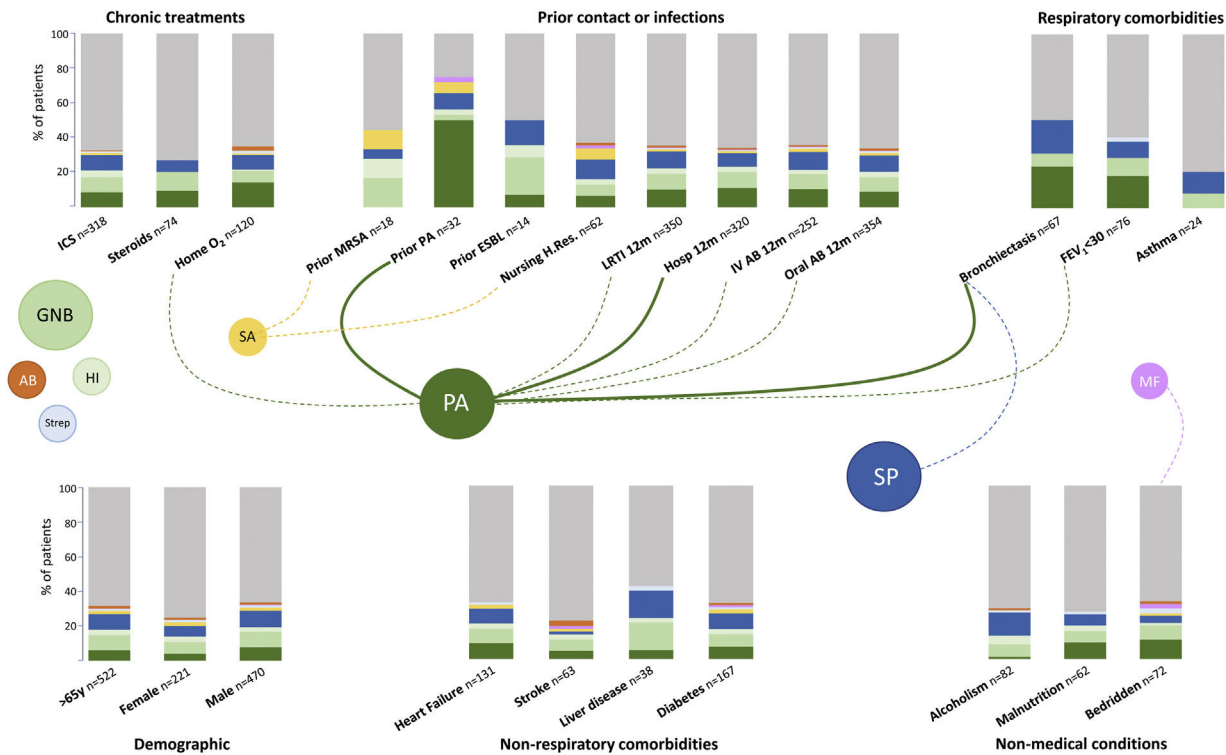 Chronic treatments
Prior contact or infections
Respiratory comorbidities
% of patients
100
80
60
40
20
ICS n=318
Steroids n=74
Home O₂ n=120
Prior MRSA n=18
Prior PA n=32
Prior ESBL n=14
Nursing H.Res. n=62
LRTI 12m n=350
Hosp 12m n=320
IV AB 12m n=252
Oral AB 12m n=354
Bronchiectasis n=67
FEV₁<30 n=76
Asthma n=24
GNB
AB
HI
Strep
SA
PA
SP
MF
% of patients
100
80
60
40
20
>65y n=522
Female n=221
Male n=470
Heart Failure n=131
Stroke n=63
Liver disease n=38
Diabetes n=167
Alcoholism n=82
Malnutrition n=62
Bedridden n=72
Demographic
Non-respiratory comorbidities
Non-medical conditions